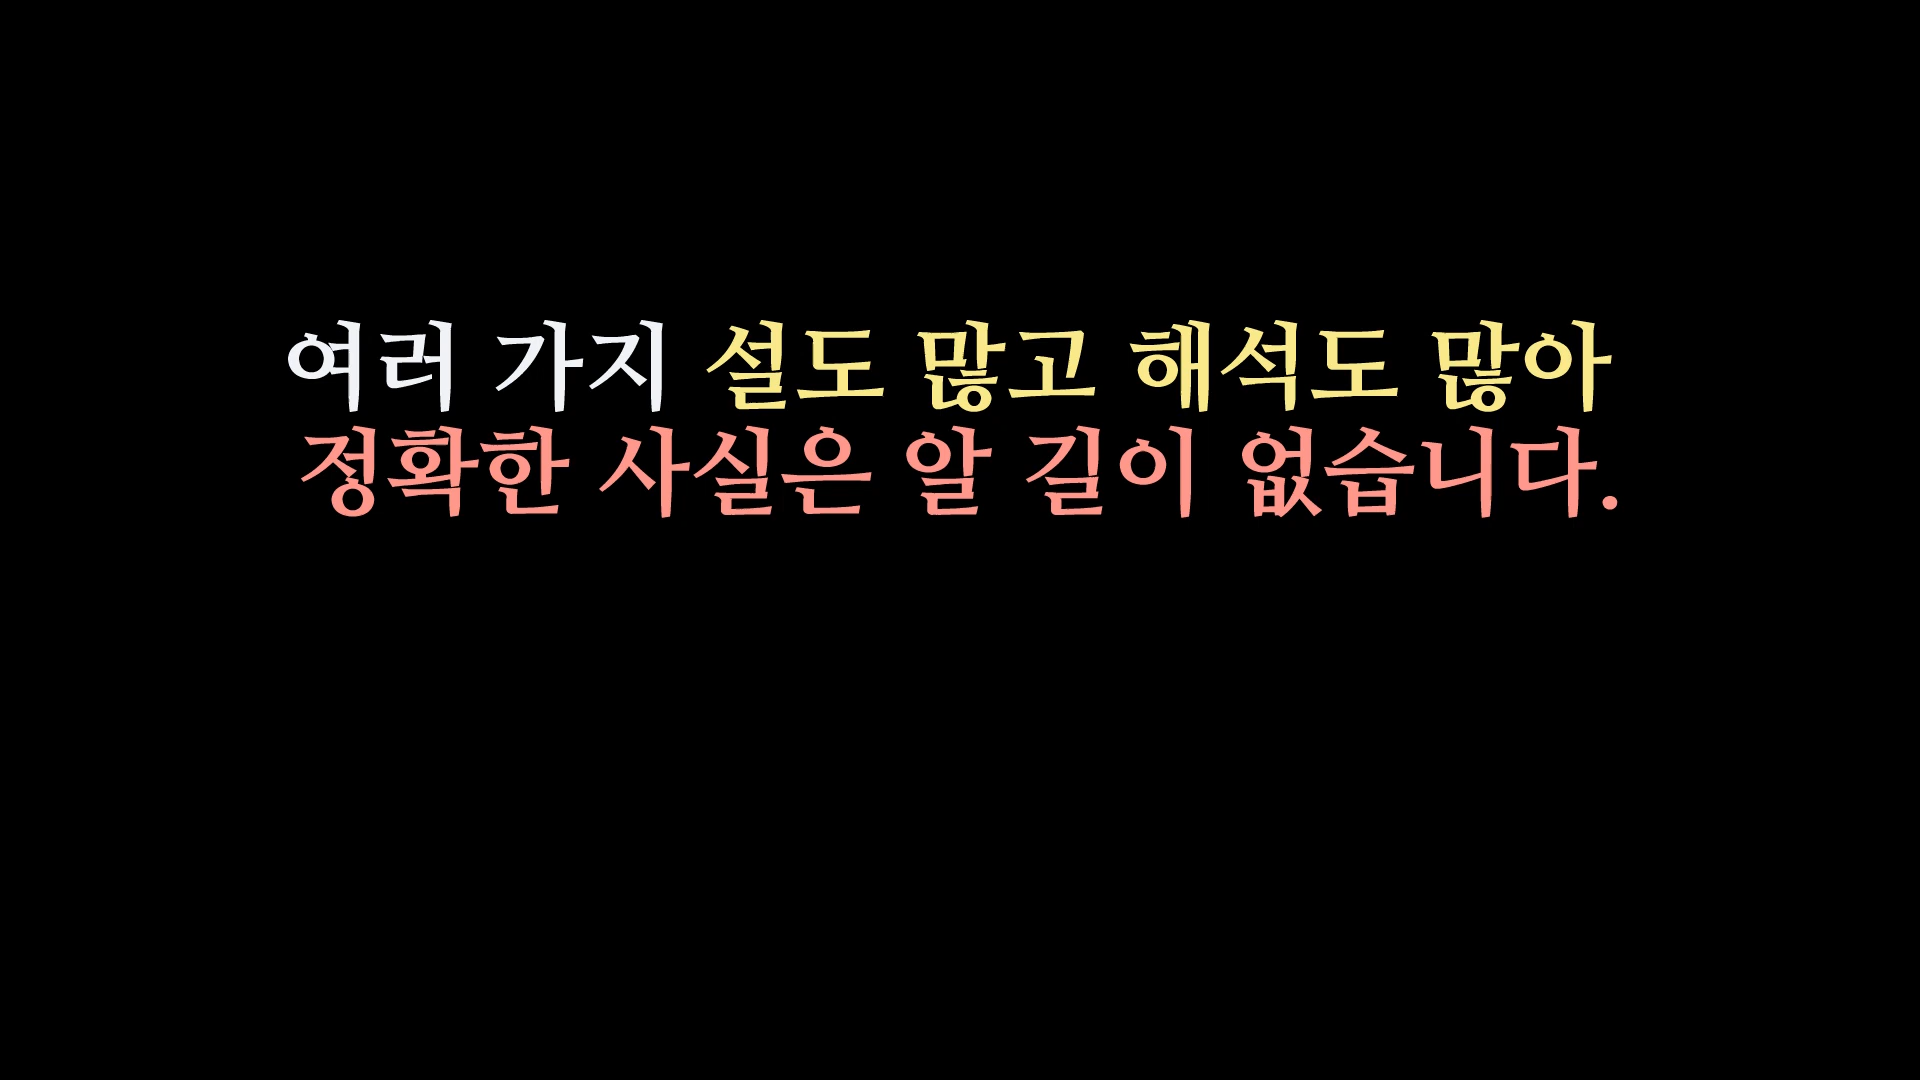 여러 가지 설도 많고 해석도 많아
정확한 사실은 알 길이 없습니다.